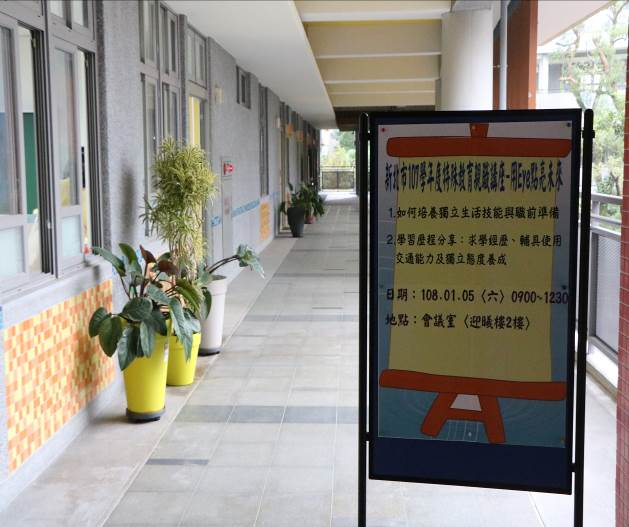 新北市107學年度特殊教育親職講座-用Eye點亮未來
1.如何培養獨立生活技能與職前準備
2.學習歷程分享:求學經歷、輔具使用
交通能力及獨立態度養成
日期:108.01.05〈六〉0900~1230
地點:會議室〈迎曦樓2樓〉